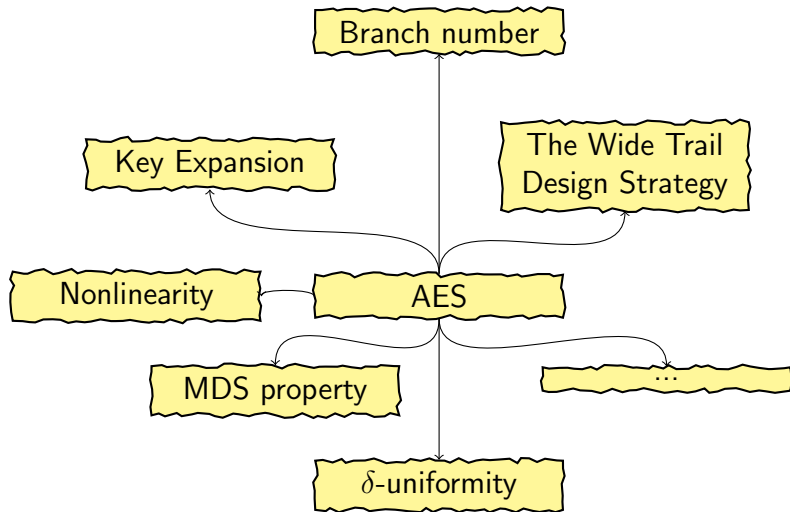 Branch number
The Wide Trail
Design Strategy
Key Expansion
Nonlinearity
AES
MDS property
...
δ-uniformity